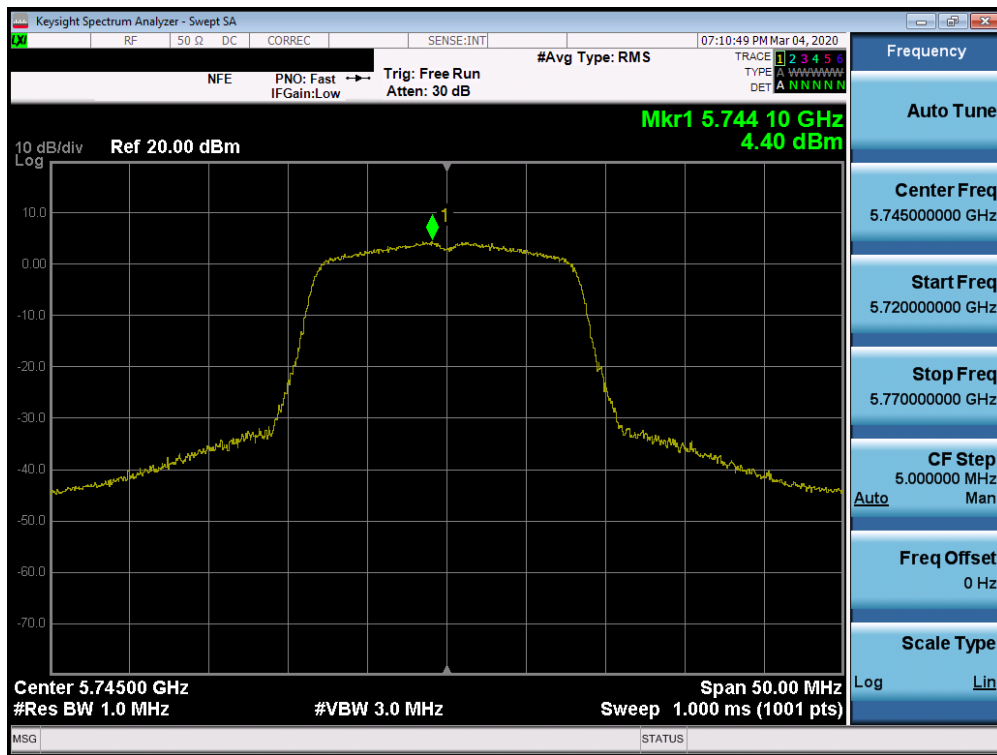 Keysight Spectrum Analyzer - Swept SA
LXI RF 50 Ω DC CORREC SENSE:INT 07:10:49 PM Mar 04, 2020
NFE PNO: Fast IFGain:Low Trig: Free Run Atten: 30 dB #Avg Type: RMS
TRACE 1 2 3 4 5 6
TYPE A WWWWW
DET A N N N N N
Mkr1 5.744 10 GHz
4.40 dBm
10 dB/div Ref 20.00 dBm
Log
1
10.0
0.00
-10.0
-20.0
-30.0
-40.0
-50.0
-60.0
-70.0
Center 5.74500 GHz Span 50.00 MHz
#Res BW 1.0 MHz #VBW 3.0 MHz Sweep 1.000 ms (1001 pts)
MSG STATUS
Frequency
Auto Tune
Center Freq
5.745000000 GHz
Start Freq
5.720000000 GHz
Stop Freq
5.770000000 GHz
CF Step
5.000000 MHz
Auto Man
Freq Offset
0 Hz
Scale Type
Log Lin